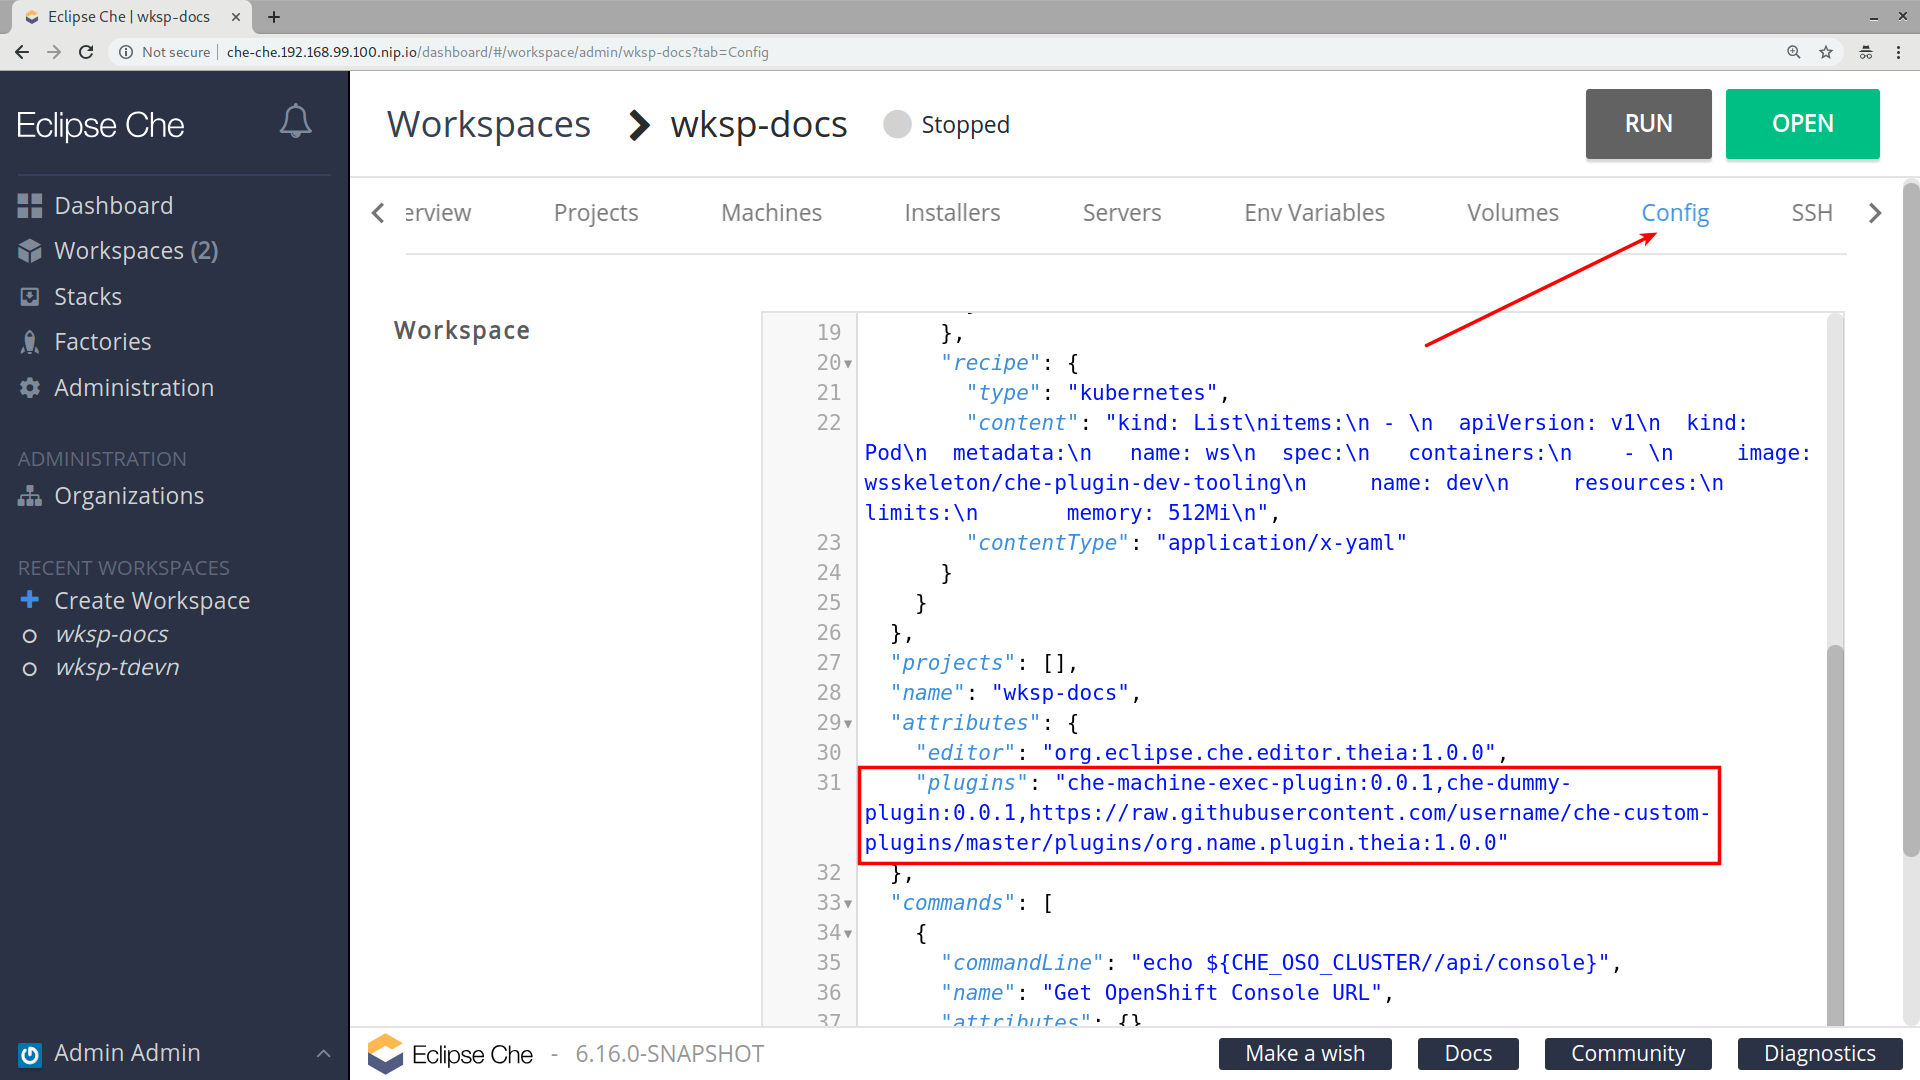 Eclipse Che | wksp-docs
Not secure | che-che.192.168.99.100.nip.io/dashboard/#/workspace/admin/wksp-docs?tab=Config
Eclipse Che
Dashboard
Workspaces (2)
Stacks
Factories
Administration
ADMINISTRATION
Organizations
RECENT WORKSPACES
Create Workspace
wksp-docs
wksp-tdevn
Admin Admin
Workspaces > wksp-docs Stopped
RUN OPEN
erview Projects Machines Installers Servers Env Variables Volumes Config SSH
Workspace
19 },
20 "recipe": {
21 "type": "kubernetes",
22 "content": "kind: List\nitems:\n - \n  apiVersion: v1\n  kind:
Pod\n  metadata:\n   name: ws\n  spec:\n   containers:\n    - \n     image:
wsskeleton/che-plugin-dev-tooling\n     name: dev\n     resources:\n
limits:\n       memory: 512Mi\n",
23 "contentType": "application/x-yaml"
24 }
25 }
26 },
27 "projects": [],
28 "name": "wksp-docs",
29 "attributes": {
30 "editor": "org.eclipse.che.editor.theia:1.0.0",
31 "plugins": "che-machine-exec-plugin:0.0.1,che-dummy-
plugin:0.0.1,https://raw.githubusercontent.com/username/che-custom-
plugins/master/plugins/org.name.plugin.theia:1.0.0"
32 },
33 "commands": [
34 {
35 "commandLine": "echo ${CHE_OSO_CLUSTER//api/console}",
36 "name": "Get OpenShift Console URL",
37 "attributes": {}
Eclipse Che - 6.16.0-SNAPSHOT
Make a wish Docs Community Diagnostics